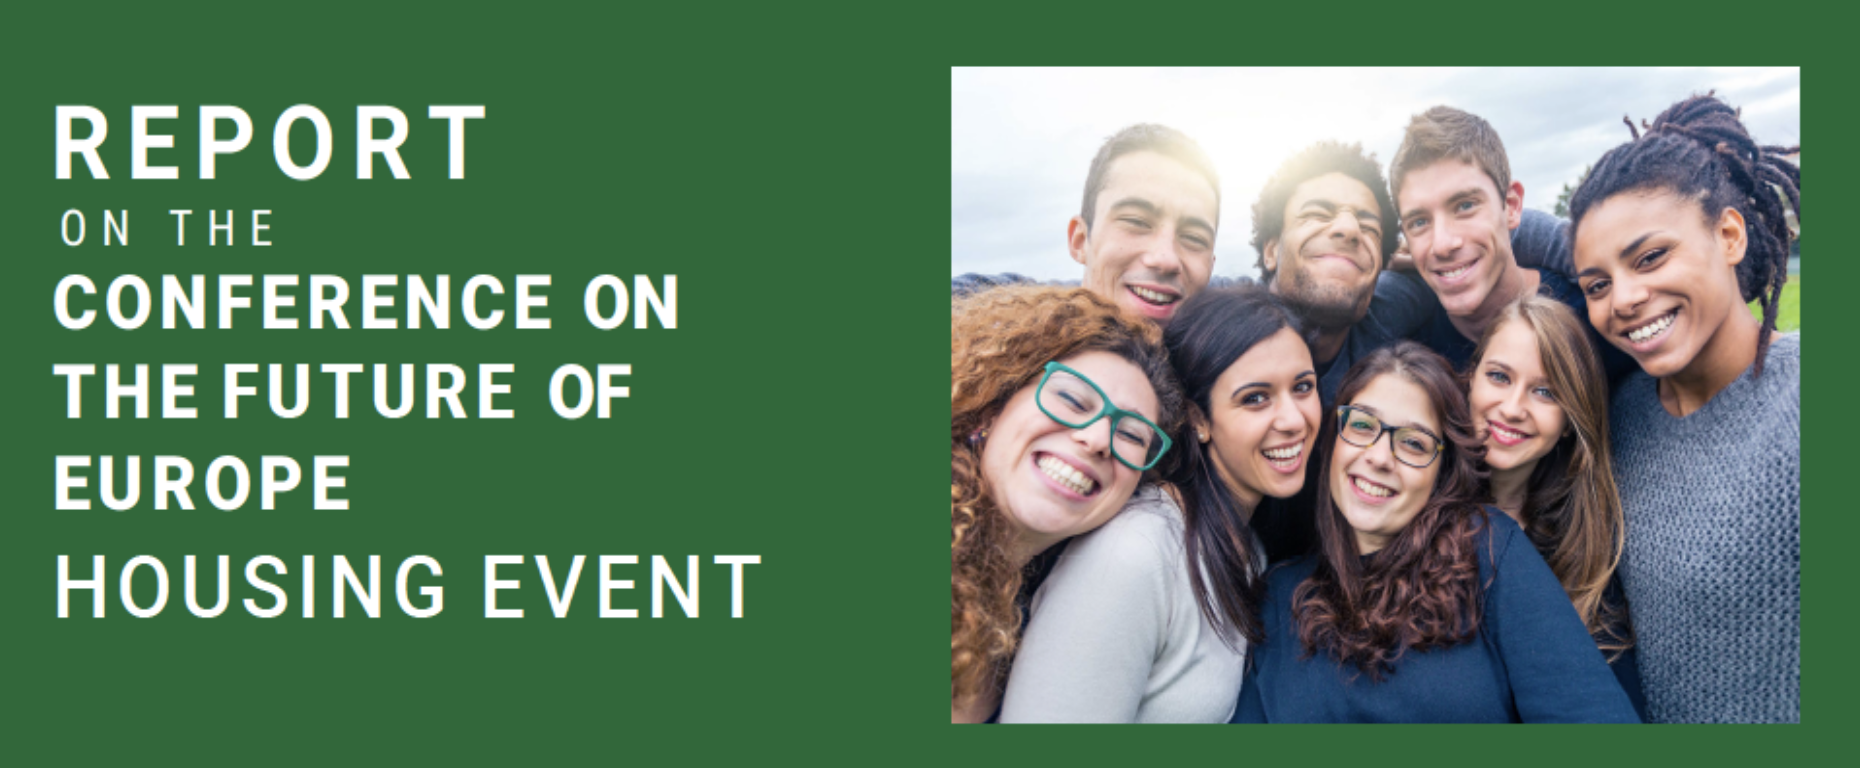 REPORT
ON THE
CONFERENCE ON
THE FUTURE OF
EUROPE
HOUSING EVENT